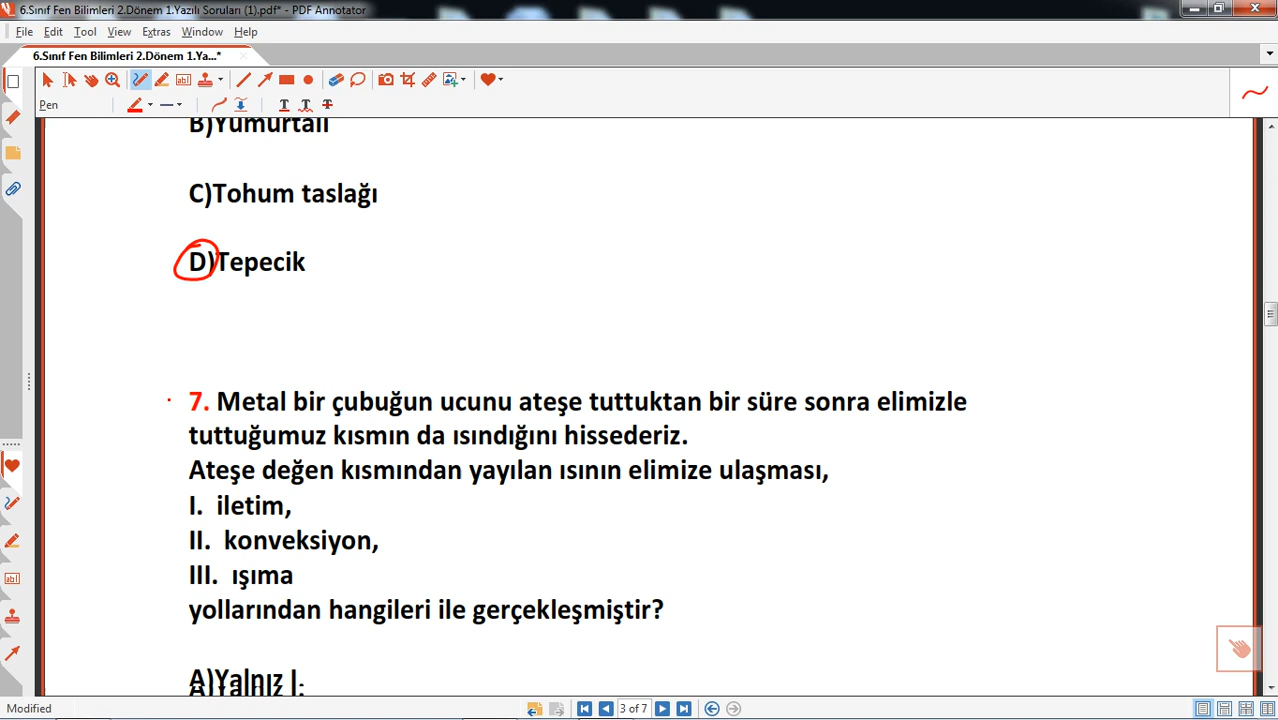 6.Sınıf Fen Bilimleri 2.Dönem 1.Yazılı Soruları (1).pdf* - PDF Annotator
File Edit Tool View Extras Window Help
6.Sınıf Fen Bilimleri 2.Dönem 1.Ya...*
Pen
B)Yumurtalı
C)Tohum taslağı
D)Tepecik
7. Metal bir çubuğun ucunu ateşe tuttuktan bir süre sonra elimizle
tuttuğumuz kısmın da ısındığını hissederiz.
Ateşe değen kısmından yayılan ısının elimize ulaşması,
I. iletim,
II. konveksiyon,
III. ışıma
yollarından hangileri ile gerçekleşmiştir?
A)Yalnız I.
Modified 3 of 7